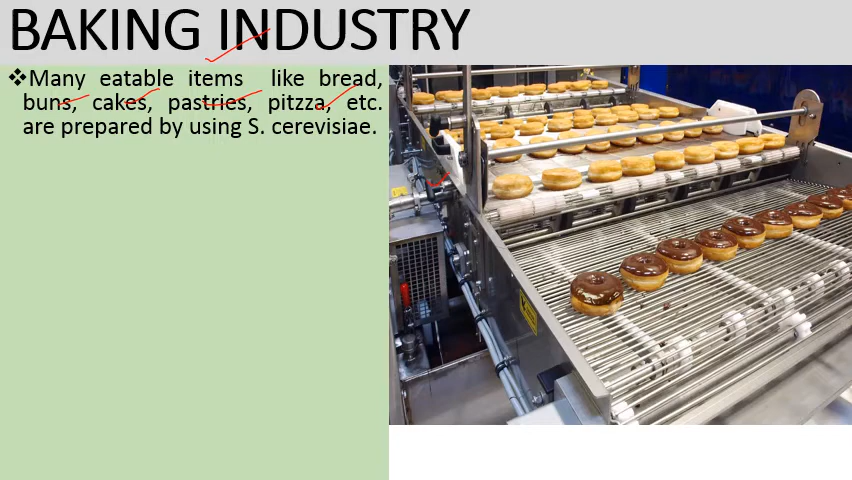 BAKING INDUSTRY
❖Many eatable items like bread,
buns, cakes, pastries, pitzza, etc.
are prepared by using S. cerevisiae.